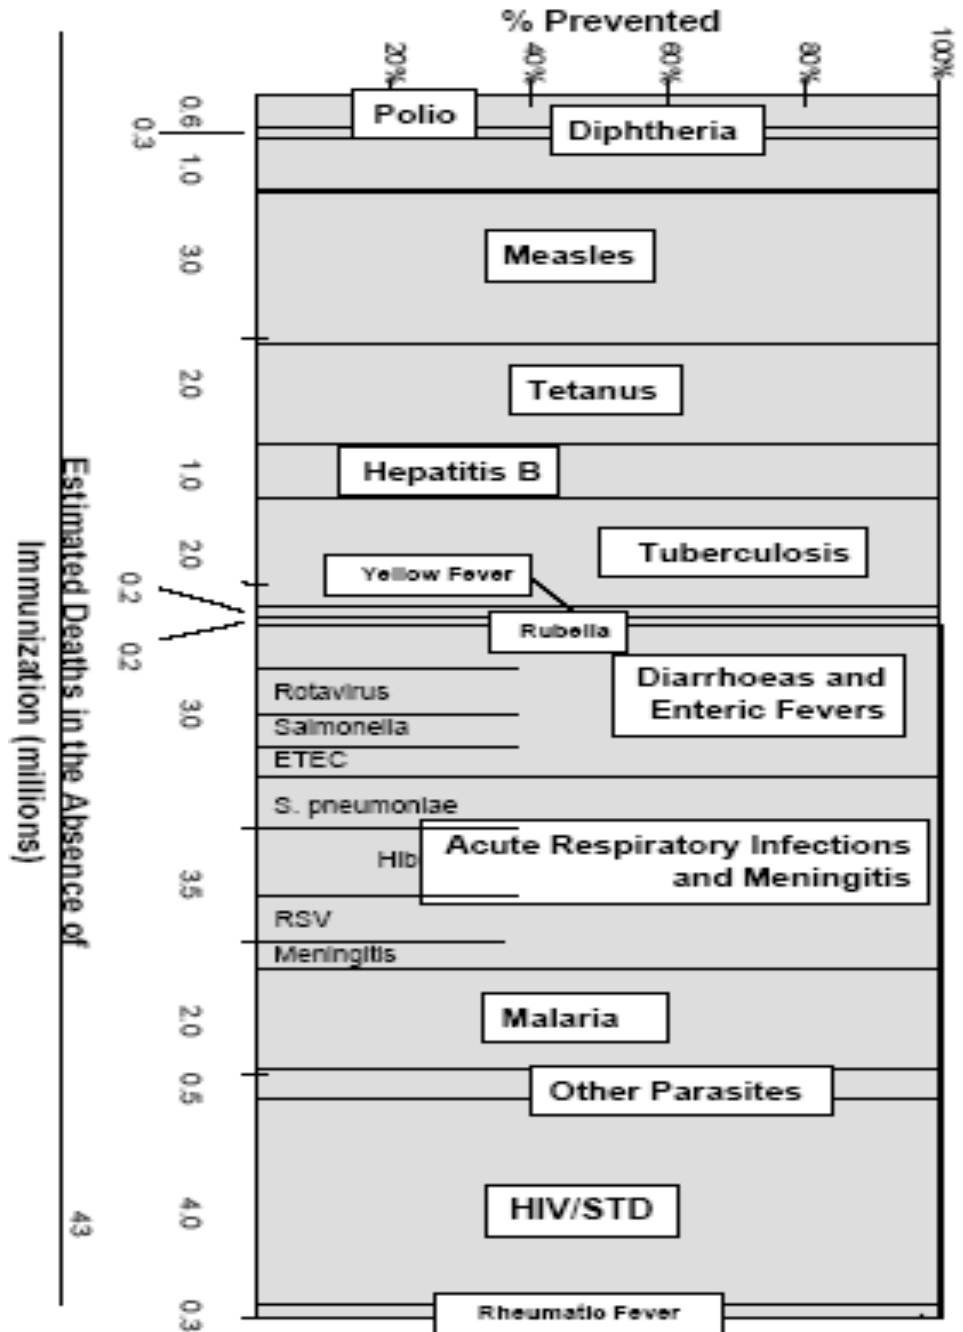 % Prevented
20%
40%
60%
80%
100%
Polio
Diphtheria
0.6
0.3
1.0
Measles
3.0
Tetanus
2.0
Hepatitis B
1.0
Tuberculosis
2.0
Yellow Fever
0.2
Rubella
0.2
Diarrhoeas and
Enteric Fevers
Rotavirus
3.0
Salmonella
ETEC
S. pneumoniae
Acute Respiratory Infections
and Meningitis
Hib
3.5
RSV
Meningitis
Malaria
2.0
Other Parasites
0.5
HIV/STD
4.0
43
Rheumatic Fever
0.3
Estimated Deaths in the Absence of
Immunization (millions)